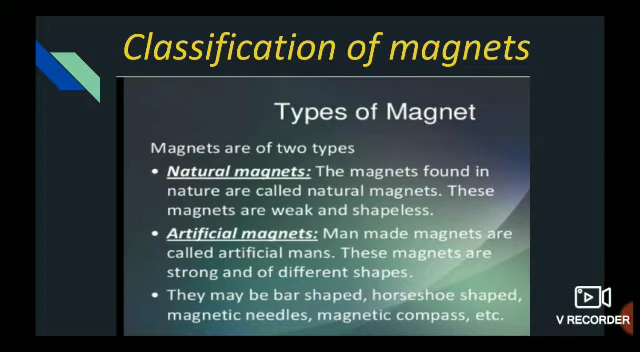 Classification of magnets
Types of Magnet
Magnets are of two types
• Natural magnets: The magnets found in
nature are called natural magnets. These
magnets are weak and shapeless.
• Artificial magnets: Man made magnets are
called artificial mans. These magnets are
strong and of different shapes.
• They may be bar shaped, horseshoe shaped,
magnetic needles, magnetic compass, etc.
V RECORDER